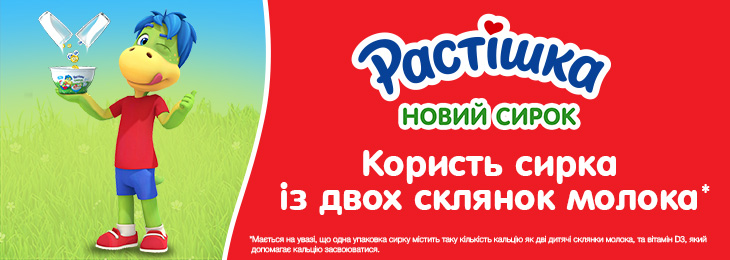 Растішка
НОВИЙ СИРОК
Користь сирка
із двох склянок молока*
*Мається на увазі, що одна упаковка сирку містить таку кількість кальцію як дві дитячі склянки молока, та вітамін D3, який
допомагає кальцію засвоюватися.